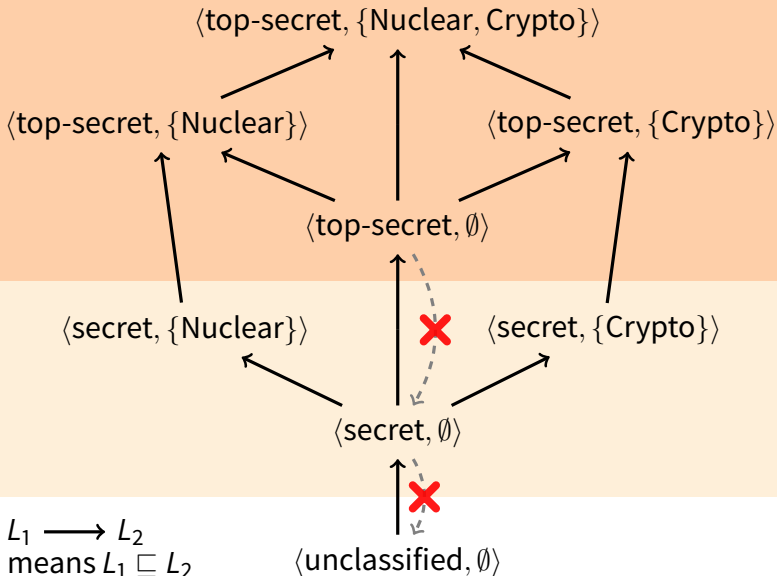 ⟨top-secret, {Nuclear, Crypto}⟩
⟨top-secret, {Nuclear}⟩
⟨top-secret, {Crypto}⟩
⟨top-secret, ∅⟩
⟨secret, {Nuclear}⟩
⟨secret, {Crypto}⟩
⟨secret, ∅⟩
L₁ ⟶ L₂
means L₁ ⊑ L₂
⟨unclassified, ∅⟩